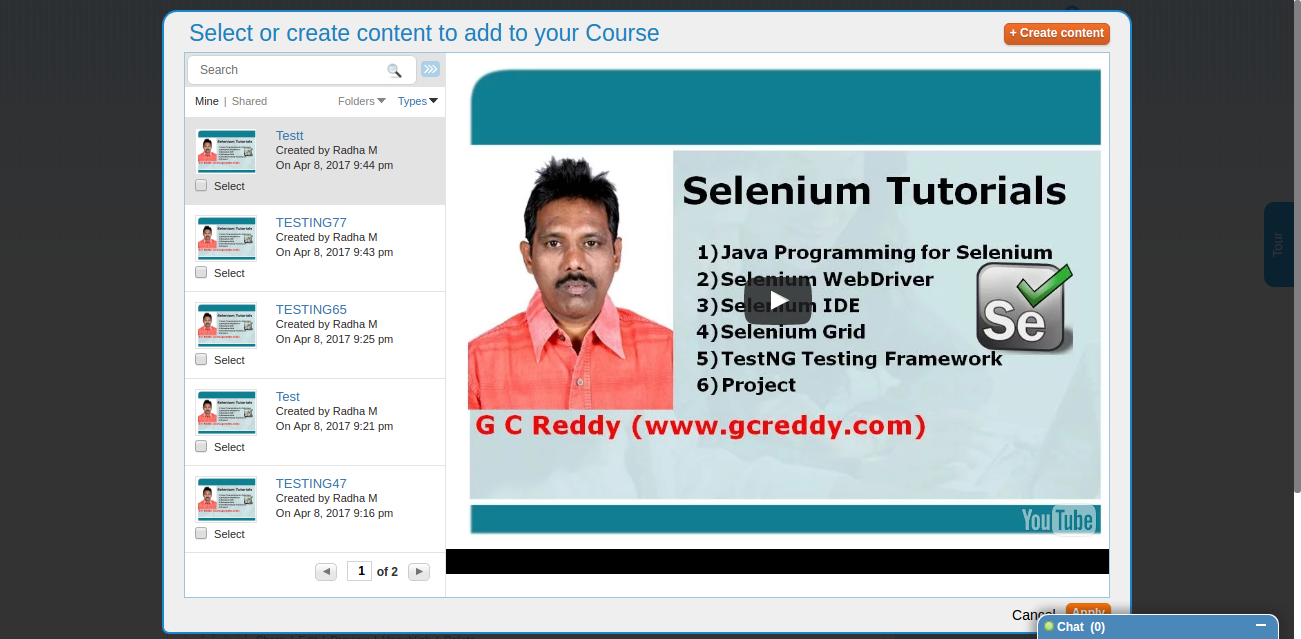 Select or create content to add to your Course
+ Create content
Search
Mine | Shared
Folders
Types
Testt
Created by Radha M
On Apr 8, 2017 9:44 pm
Select
TESTING77
Created by Radha M
On Apr 8, 2017 9:43 pm
Select
TESTING65
Created by Radha M
On Apr 8, 2017 9:25 pm
Select
Test
Created by Radha M
On Apr 8, 2017 9:21 pm
Select
TESTING47
Created by Radha M
On Apr 8, 2017 9:16 pm
Select
1 of 2
Selenium Tutorials
1)Java Programming for Selenium
2)Selenium WebDriver
3)Selenium IDE
4)Selenium Grid
5)TestNG Testing Framework
6)Project
Se
G C Reddy (www.gcreddy.com)
YouTube
Tour
Cancel
Apply
Chat (0)